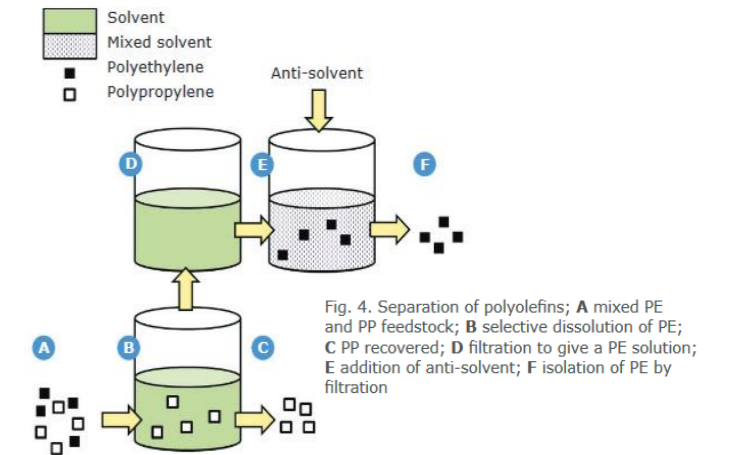 Solvent
Mixed solvent
Polyethylene
Polypropylene
Anti-solvent
D
E
F
A
B
C
Fig. 4. Separation of polyolefins; A mixed PE
and PP feedstock; B selective dissolution of PE;
C PP recovered; D filtration to give a PE solution;
E addition of anti-solvent; F isolation of PE by
filtration